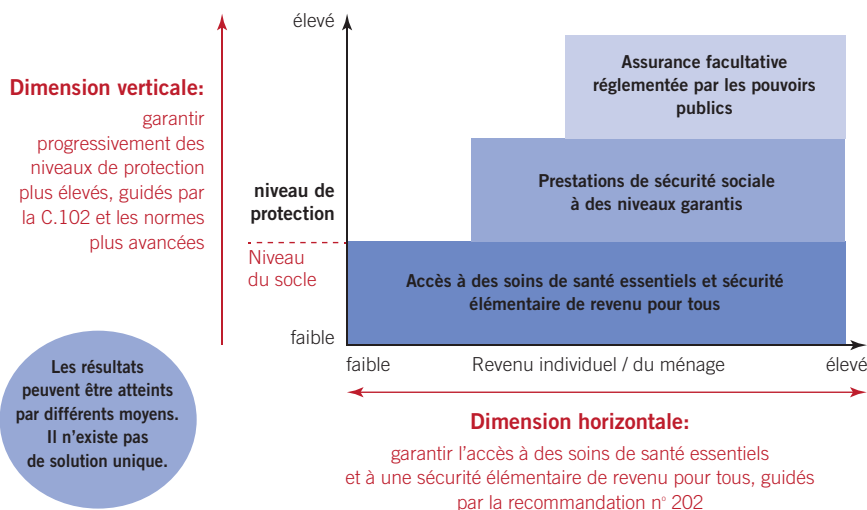 élevé
Assurance facultative
réglementée par les pouvoirs
publics
Dimension verticale:
garantir
progressivement des
niveaux de protection
plus élevés, guidés par
la C.102 et les normes
plus avancées
niveau de
protection
Prestations de sécurité sociale
à des niveaux garantis
Niveau
du socle
Accès à des soins de santé essentiels et sécurité
élémentaire de revenu pour tous
faible
faible
Revenu individuel / du ménage
élevé
Les résultats
peuvent être atteints
par différents moyens.
Il n’existe pas
de solution unique.
Dimension horizontale:
garantir l’accès à des soins de santé essentiels
et à une sécurité élémentaire de revenu pour tous, guidés
par la recommandation n° 202